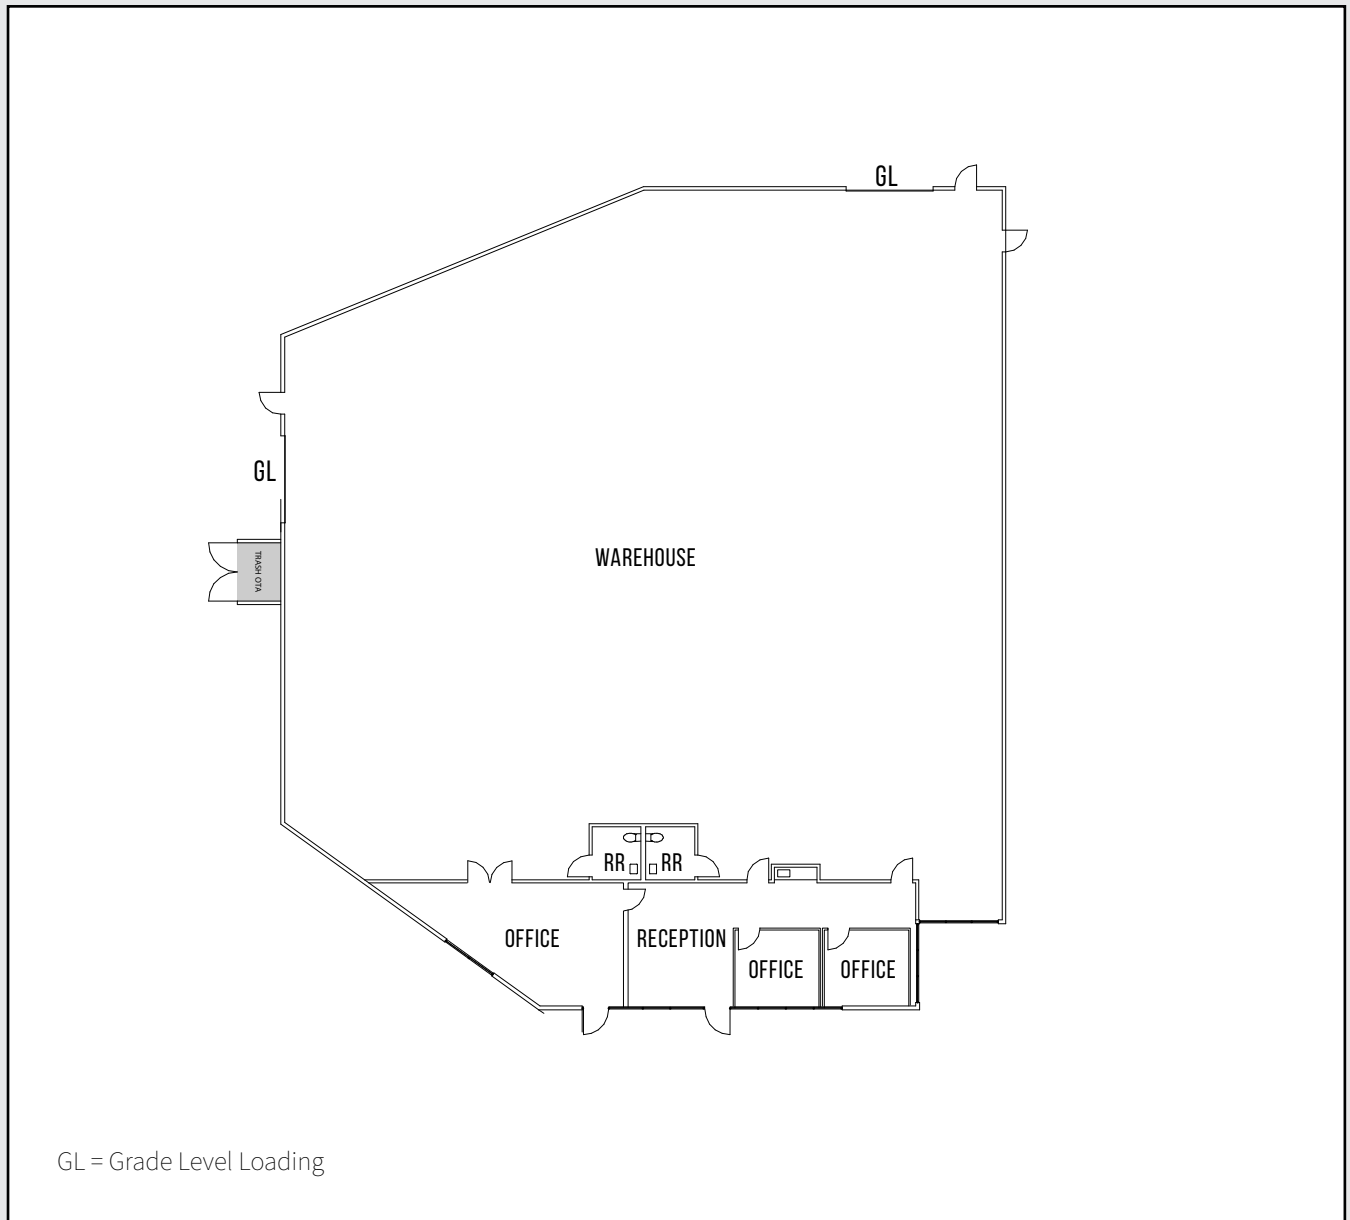 GL
GL
TRASH OTA
WAREHOUSE
RR
RR
OFFICE
RECEPTION
OFFICE
OFFICE
GL = Grade Level Loading